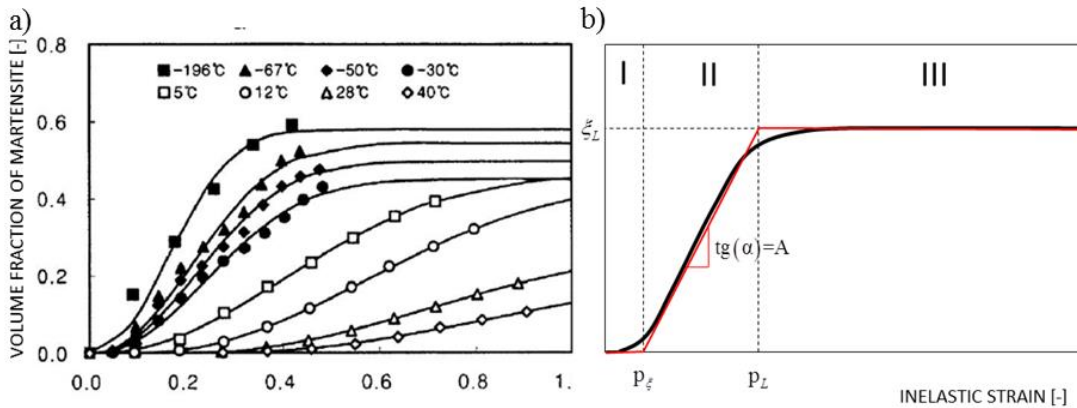 a)
VOLUME FRACTION OF MARTENSITE [-]
0.8
0.6
0.4
0.2
0.0
-196℃ -67℃ -50℃ -30℃
5℃ 12℃ 28℃ 40℃
0.0 0.2 0.4 0.6 0.8 1.
b)
I II III
ξL
tg(α)=A
pξ pL
INELASTIC STRAIN [-]